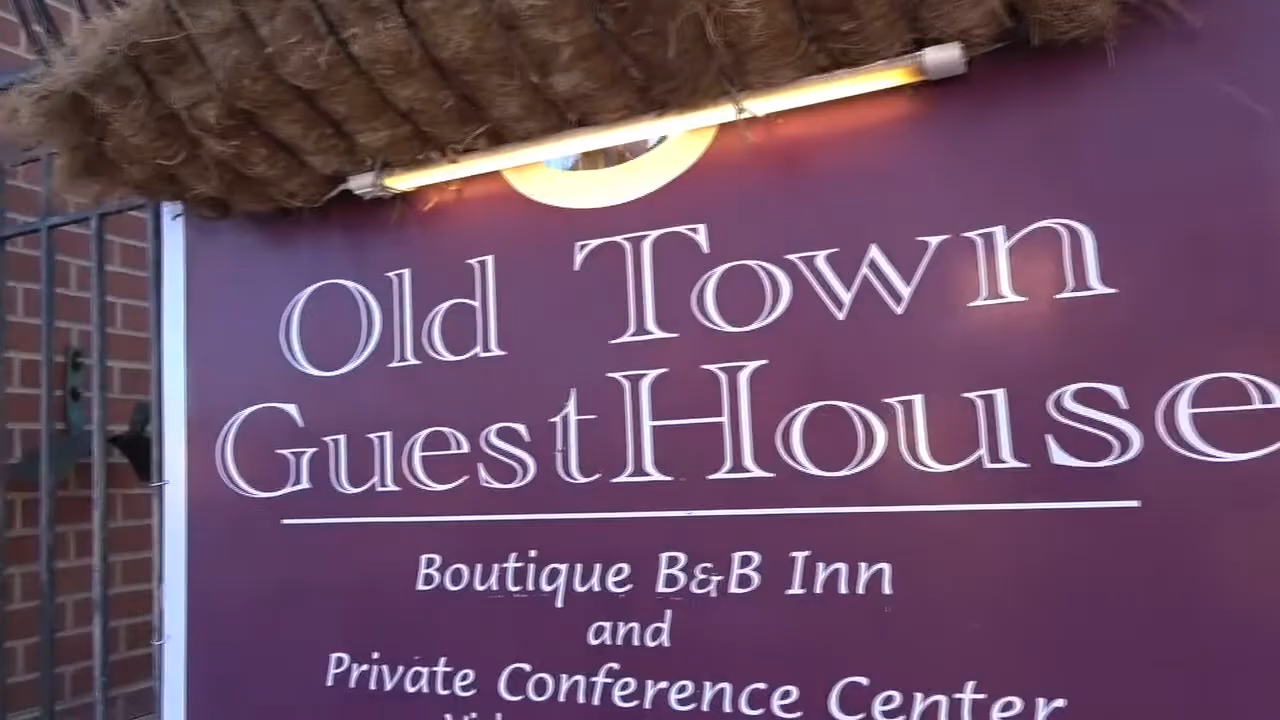 Old Town
GuestHouse
Boutique B&B Inn
and
Private Conference Center